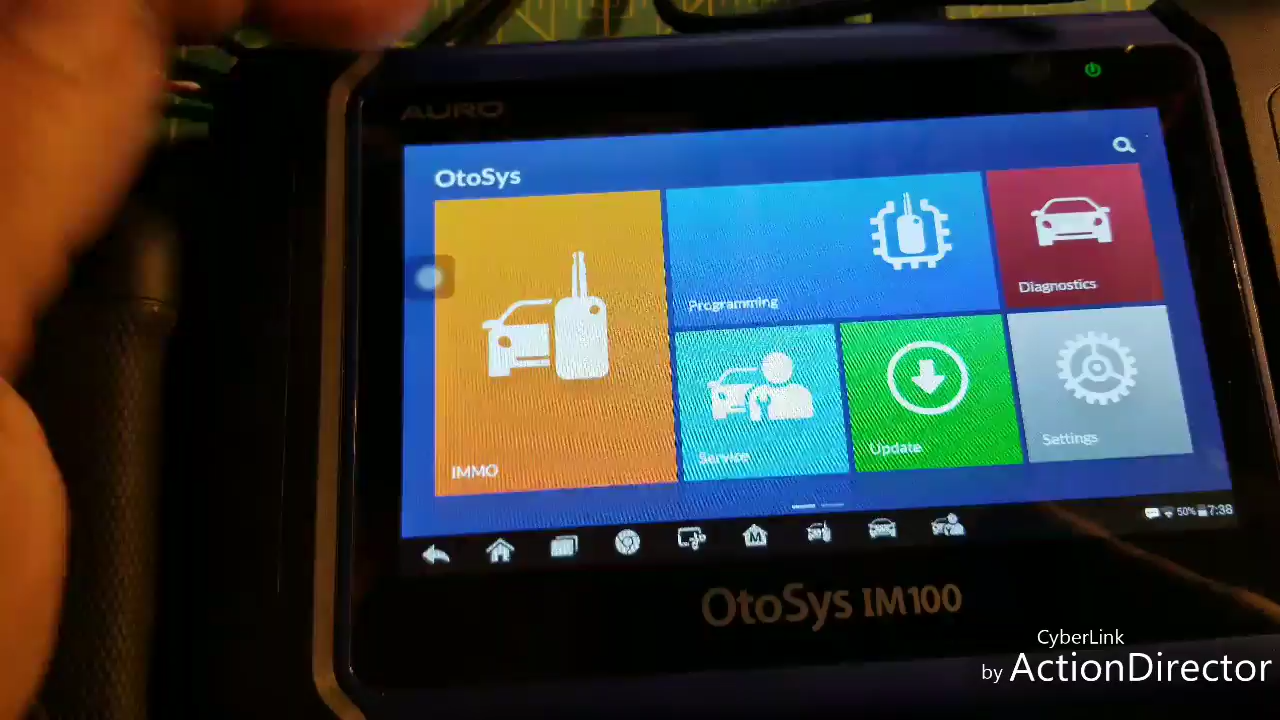 AURO
OtoSys
Programming
Diagnostics
IMMO
Service
Update
Settings
M
50% 7:38
OtoSys IM100
CyberLink
by ActionDirector